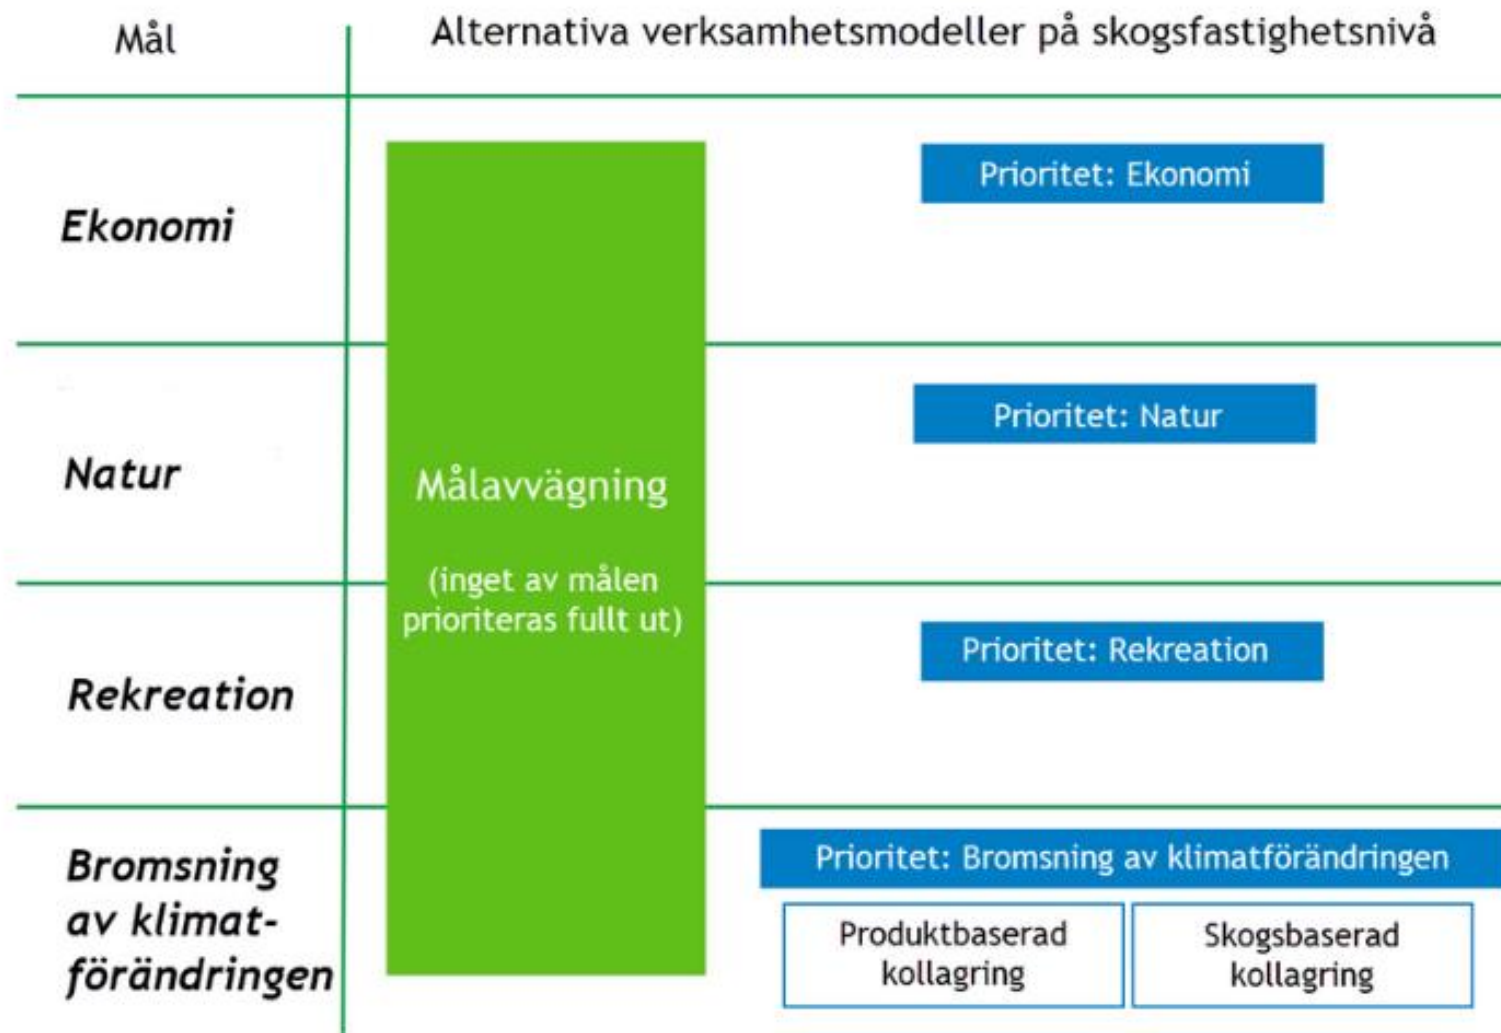 Mål
Alternativa verksamhetsmodeller på skogsfastighetsnivå
Ekonomi
Prioritet: Ekonomi
Natur
Prioritet: Natur
Målavvägning
(inget av målen
prioriteras fullt ut)
Rekreation
Prioritet: Rekreation
Bromsning
av klimat-
förändringen
Prioritet: Bromsning av klimatförändringen
Produktbaserad
kollagring
Skogsbaserad
kollagring